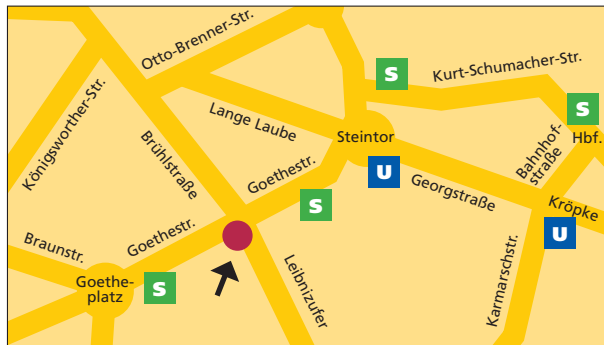 Otto-Brenner-Str.
Kurt-Schumacher-Str.
S
S
Königsworther-Str.
Lange Laube
Steintor
Bahnhof-
straße
Hbf.
Brühlstraße
Goethestr.
U
Georgstraße
S
Kröpke
U
Braunstr.
Goethestr.
Goethe-
platz
S
Leibnizufer
Karmarschstr.